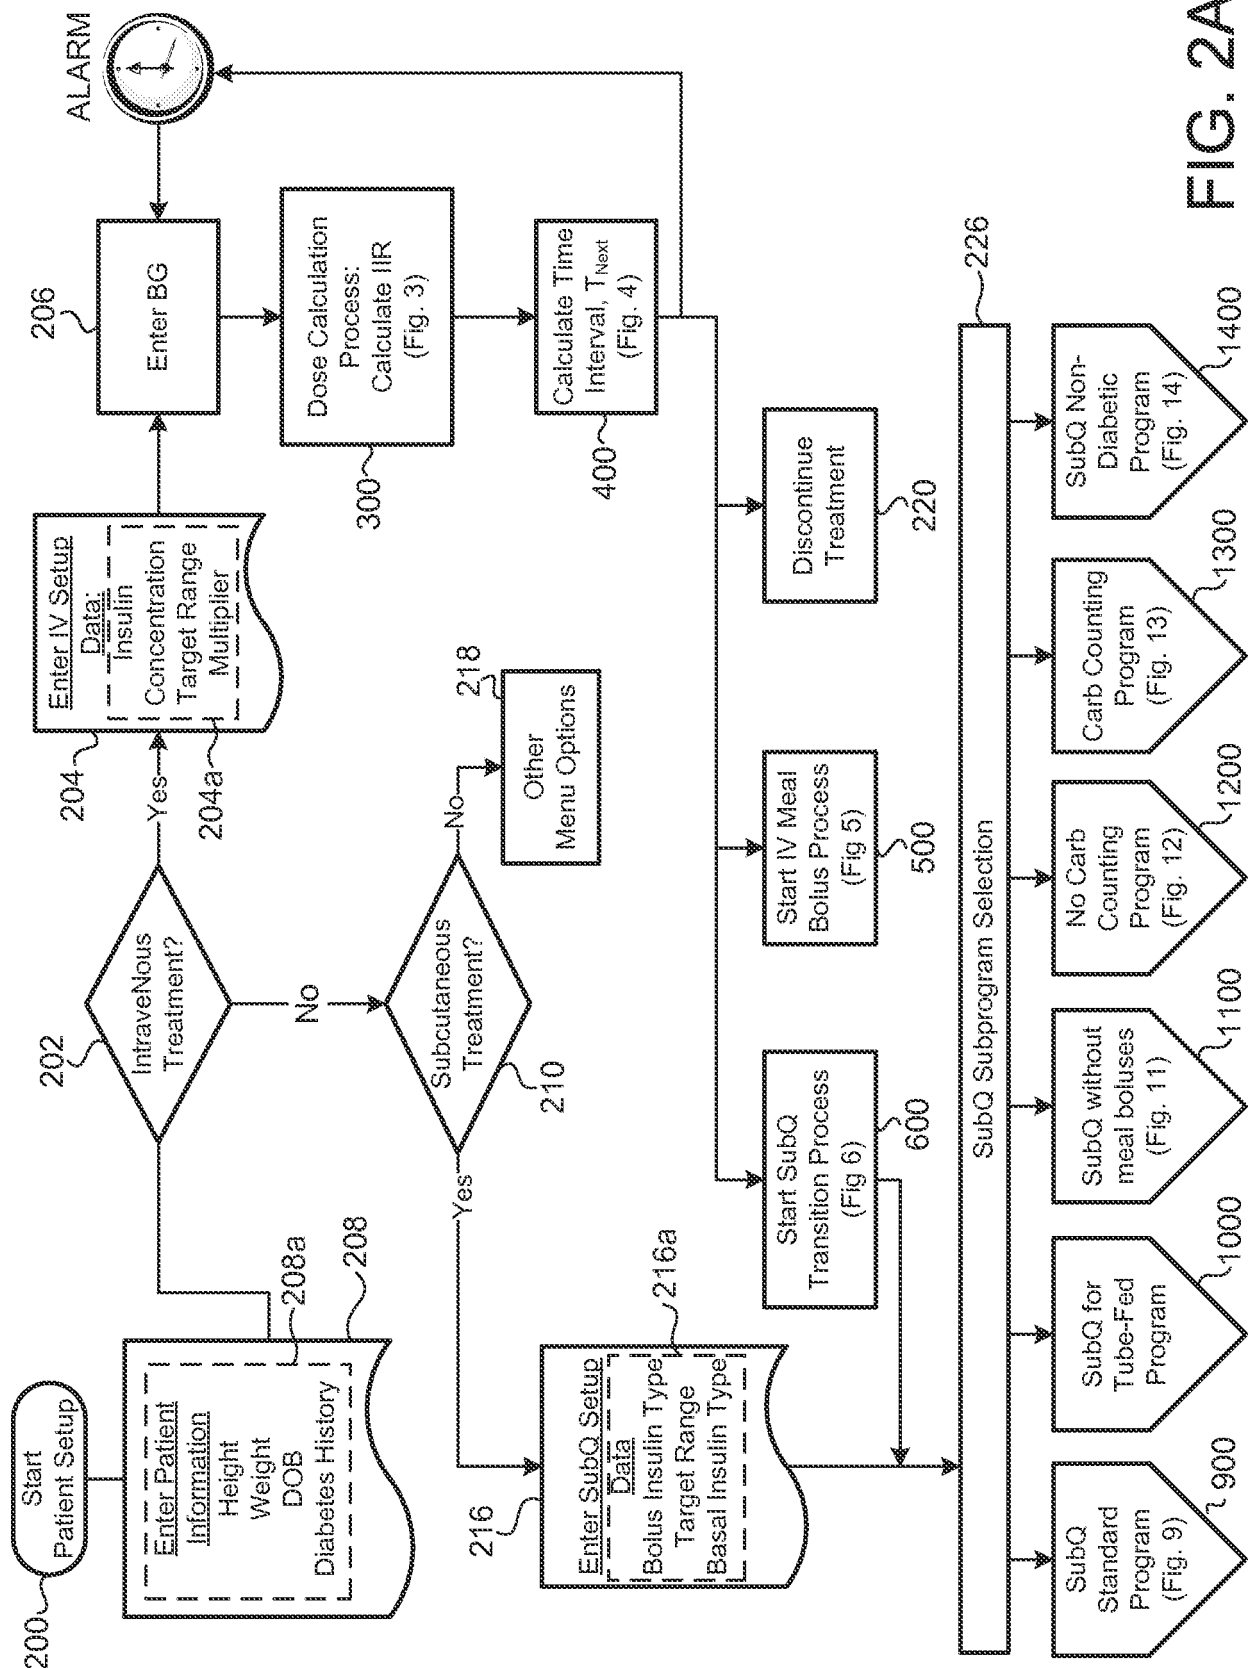 200
Start
Patient Setup
Enter Patient
Information
Height
Weight
DOB
Diabetes History
208a
208
202
IntraveNous
Treatment?
Yes
No
204
Enter IV Setup
Data:
Insulin
Concentration
Target Range
Multiplier
204a
206
Enter BG
ALARM
Dose Calculation
Process:
Calculate IIR
(Fig. 3)
300
Calculate Time
Interval, TNext
(Fig. 4)
400
Subcutaneous
Treatment?
210
Yes
No
218
Other
Menu Options
216
Enter SubQ Setup
Data
Bolus Insulin Type
Target Range
Basal Insulin Type
216a
Start SubQ
Transition Process
(Fig 6)
600
Start IV Meal
Bolus Process
(Fig 5)
500
Discontinue
Treatment
220
SubQ Subprogram Selection
226
SubQ
Standard
Program
(Fig. 9)
900
SubQ for
Tube-Fed
Program
1000
SubQ without
meal boluses
(Fig. 11)
1100
No Carb
Counting
Program
(Fig. 12)
1200
Carb Counting
Program
(Fig. 13)
1300
SubQ Non-
Diabetic
Program
(Fig. 14)
1400
FIG. 2A